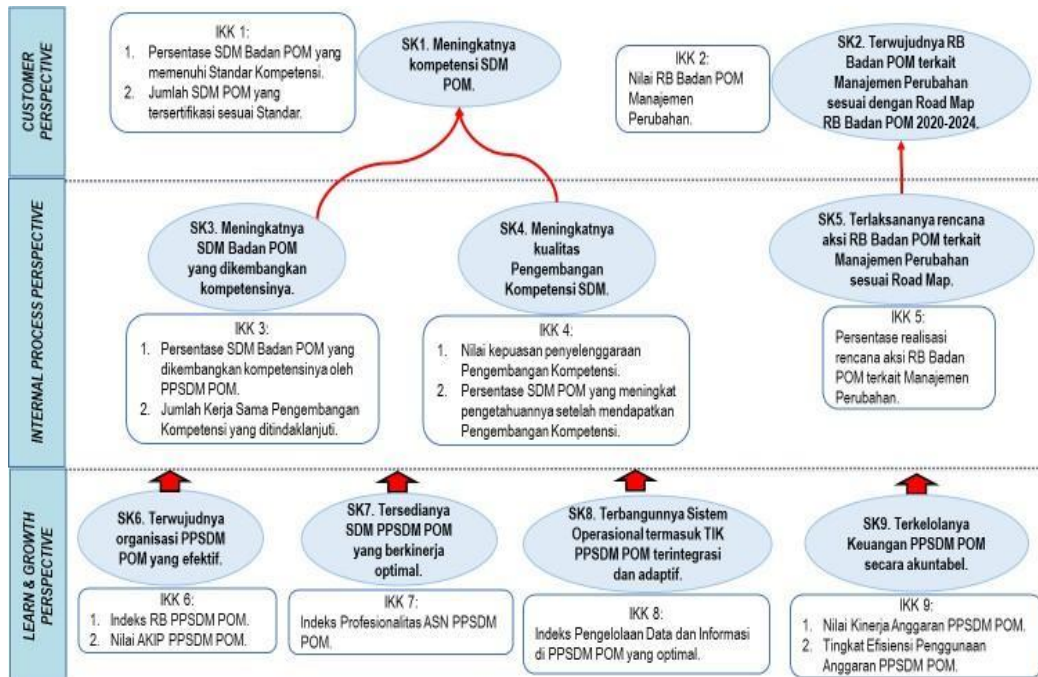 CUSTOMER
PERSPECTIVE
IKK 1:
1. Persentase SDM Badan POM yang
memenuhi Standar Kompetensi.
2. Jumlah SDM POM yang
tersertifikasi sesuai Standar.
SK1. Meningkatnya
kompetensi SDM
POM.
IKK 2:
Nilai RB Badan POM
Manajemen
Perubahan.
SK2. Terwujudnya RB
Badan POM terkait
Manajemen Perubahan
sesuai dengan Road Map
RB Badan POM 2020-2024.
INTERNAL PROCESS PERSPECTIVE
SK3. Meningkatnya
SDM Badan POM
yang dikembangkan
kompetensinya.
IKK 3:
1. Persentase SDM Badan POM yang
dikembangkan kompetensinya oleh
PPSDM POM.
2. Jumlah Kerja Sama Pengembangan
Kompetensi yang ditindaklanjuti.
SK4. Meningkatnya
kualitas
Pengembangan
Kompetensi SDM.
IKK 4:
1. Nilai kepuasan penyelenggaraan
Pengembangan Kompetensi.
2. Persentase SDM POM yang meningkat
pengetahuannya setelah mendapatkan
Pengembangan Kompetensi.
SK5. Terlaksananya rencana
aksi RB Badan POM terkait
Manajemen Perubahan
sesuai Road Map.
IKK 5:
Persentase realisasi
rencana aksi RB Badan
POM terkait Manajemen
Perubahan.
LEARN & GROWTH
PERSPECTIVE
SK6. Terwujudnya
organisasi PPSDM
POM yang efektif.
IKK 6:
1. Indeks RB PPSDM POM.
2. Nilai AKIP PPSDM POM.
SK7. Tersedianya
SDM PPSDM POM
yang berkinerja
optimal.
IKK 7:
Indeks Profesionalitas ASN PPSDM
POM.
SK8. Terbangunnya Sistem
Operasional termasuk TIK
PPSDM POM terintegrasi
dan adaptif.
IKK 8:
Indeks Pengelolaan Data dan Informasi
di PPSDM POM yang optimal.
SK9. Terkelolanya
Keuangan PPSDM POM
secara akuntabel.
IKK 9:
1. Nilai Kinerja Anggaran PPSDM POM.
2. Tingkat Efisiensi Penggunaan
Anggaran PPSDM POM.